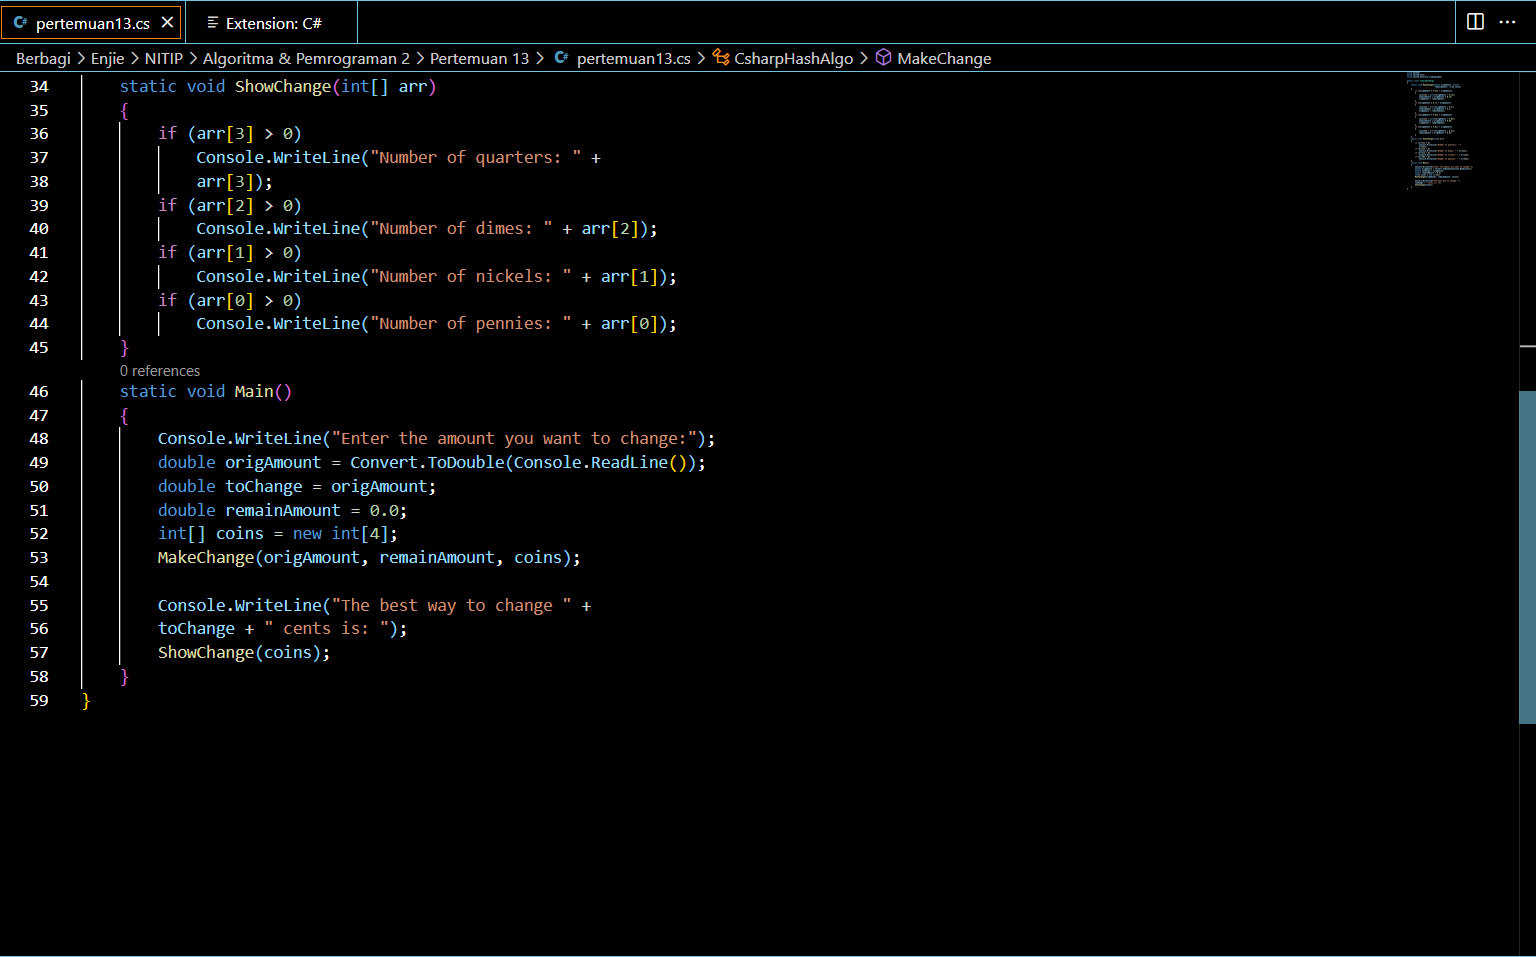 pertemuan13.cs
Extension: C#
Berbagi > Enjie > NITIP > Algoritma & Pemrograman 2 > Pertemuan 13 > pertemuan13.cs > CsharpHashAlgo > MakeChange
34 static void ShowChange(int[] arr)
35 {
36 if (arr[3] > 0)
37 Console.WriteLine("Number of quarters: " +
38 arr[3]);
39 if (arr[2] > 0)
40 Console.WriteLine("Number of dimes: " + arr[2]);
41 if (arr[1] > 0)
42 Console.WriteLine("Number of nickels: " + arr[1]);
43 if (arr[0] > 0)
44 Console.WriteLine("Number of pennies: " + arr[0]);
45 }
0 references
46 static void Main()
47 {
48 Console.WriteLine("Enter the amount you want to change:");
49 double origAmount = Convert.ToDouble(Console.ReadLine());
50 double toChange = origAmount;
51 double remainAmount = 0.0;
52 int[] coins = new int[4];
53 MakeChange(origAmount, remainAmount, coins);
54
55 Console.WriteLine("The best way to change " +
56 toChange + " cents is: ");
57 ShowChange(coins);
58 }
59 }